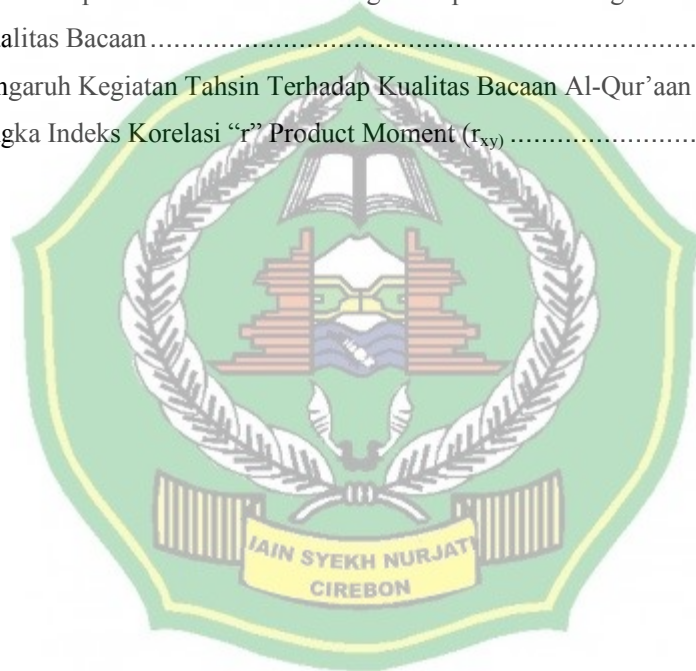 alitas Bacaan ................................................................
ngaruh Kegiatan Tahsin Terhadap Kualitas Bacaan Al-Qur’aan
gka Indeks Korelasi “r” Product Moment (rxy) ........................
IAIN SYEKH NURJATI
CIREBON